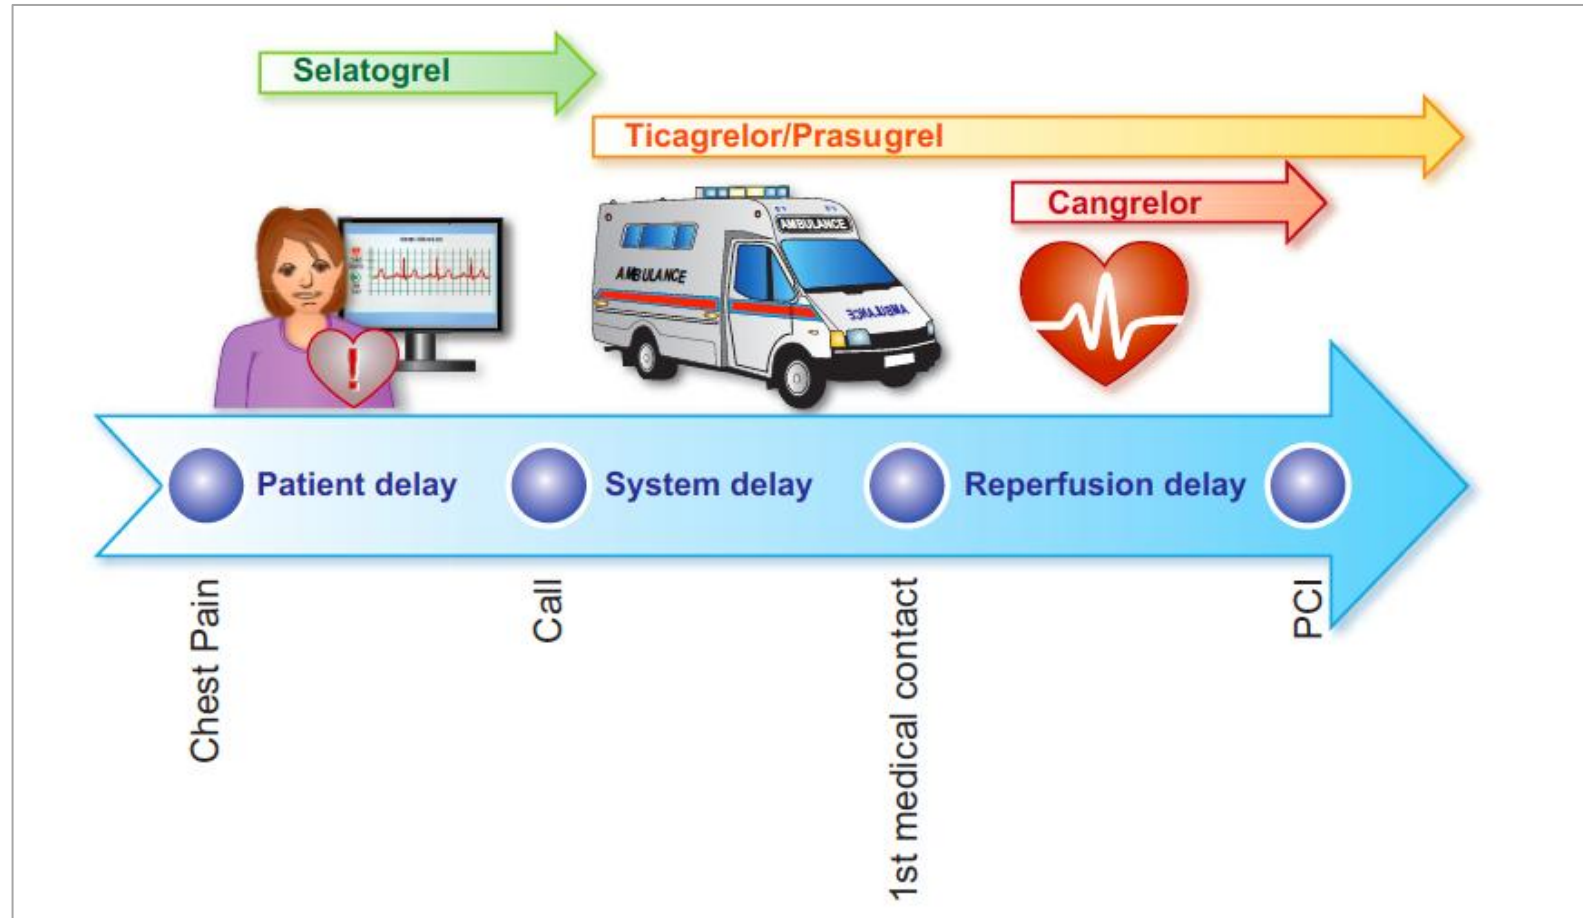 Selatogrel
Ticagrelor/Prasugrel
Cangrelor
AMBULANCE
AMBULANCE
AMBULANCE
Patient delay
System delay
Reperfusion delay
Chest Pain
Call
1st medical contact
PCI